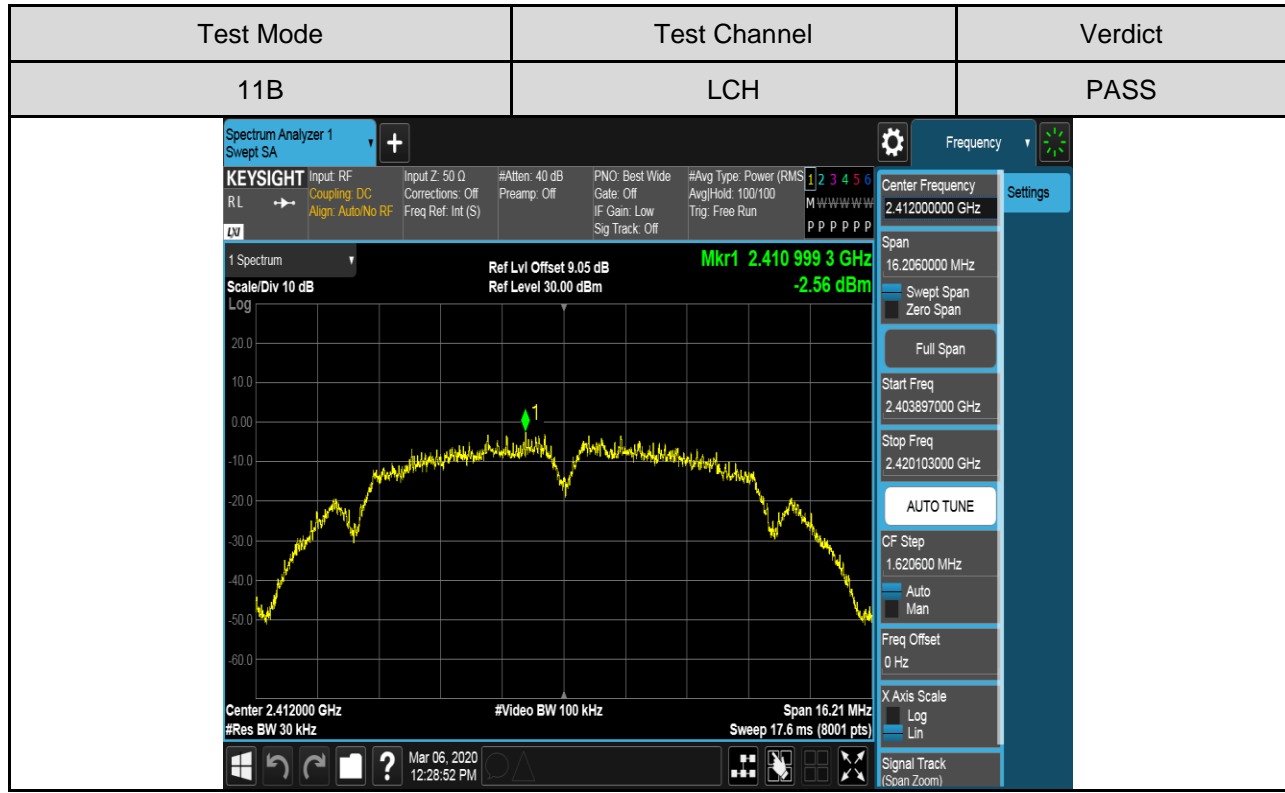 Test Mode Test Channel Verdict
11B LCH PASS
Spectrum Analyzer 1
Swept SA
+
Frequency
KEYSIGHT
RL
LXI
Input: RF
Coupling: DC
Align: Auto/No RF
Input Z: 50 Ω
Corrections: Off
Freq Ref: Int (S)
#Atten: 40 dB
Preamp: Off
PNO: Best Wide
Gate: Off
IF Gain: Low
Sig Track: Off
#Avg Type: Power (RMS
Avg|Hold: 100/100
Trig: Free Run
1 2 3 4 5 6
M W W W W W
P P P P P P
1 Spectrum
Scale/Div 10 dB
Ref Lvl Offset 9.05 dB
Ref Level 30.00 dBm
Mkr1 2.410 999 3 GHz
-2.56 dBm
Log
20.0
10.0
0.00
-10.0
-20.0
-30.0
-40.0
-50.0
-60.0
1
Center 2.412000 GHz
#Res BW 30 kHz
#Video BW 100 kHz
Span 16.21 MHz
Sweep 17.6 ms (8001 pts)
?
Mar 06, 2020
12:28:52 PM
Center Frequency
2.412000000 GHz
Settings
Span
16.2060000 MHz
Swept Span
Zero Span
Full Span
Start Freq
2.403897000 GHz
Stop Freq
2.420103000 GHz
AUTO TUNE
CF Step
1.620600 MHz
Auto
Man
Freq Offset
0 Hz
X Axis Scale
Log
Lin
Signal Track
(Span Zoom)